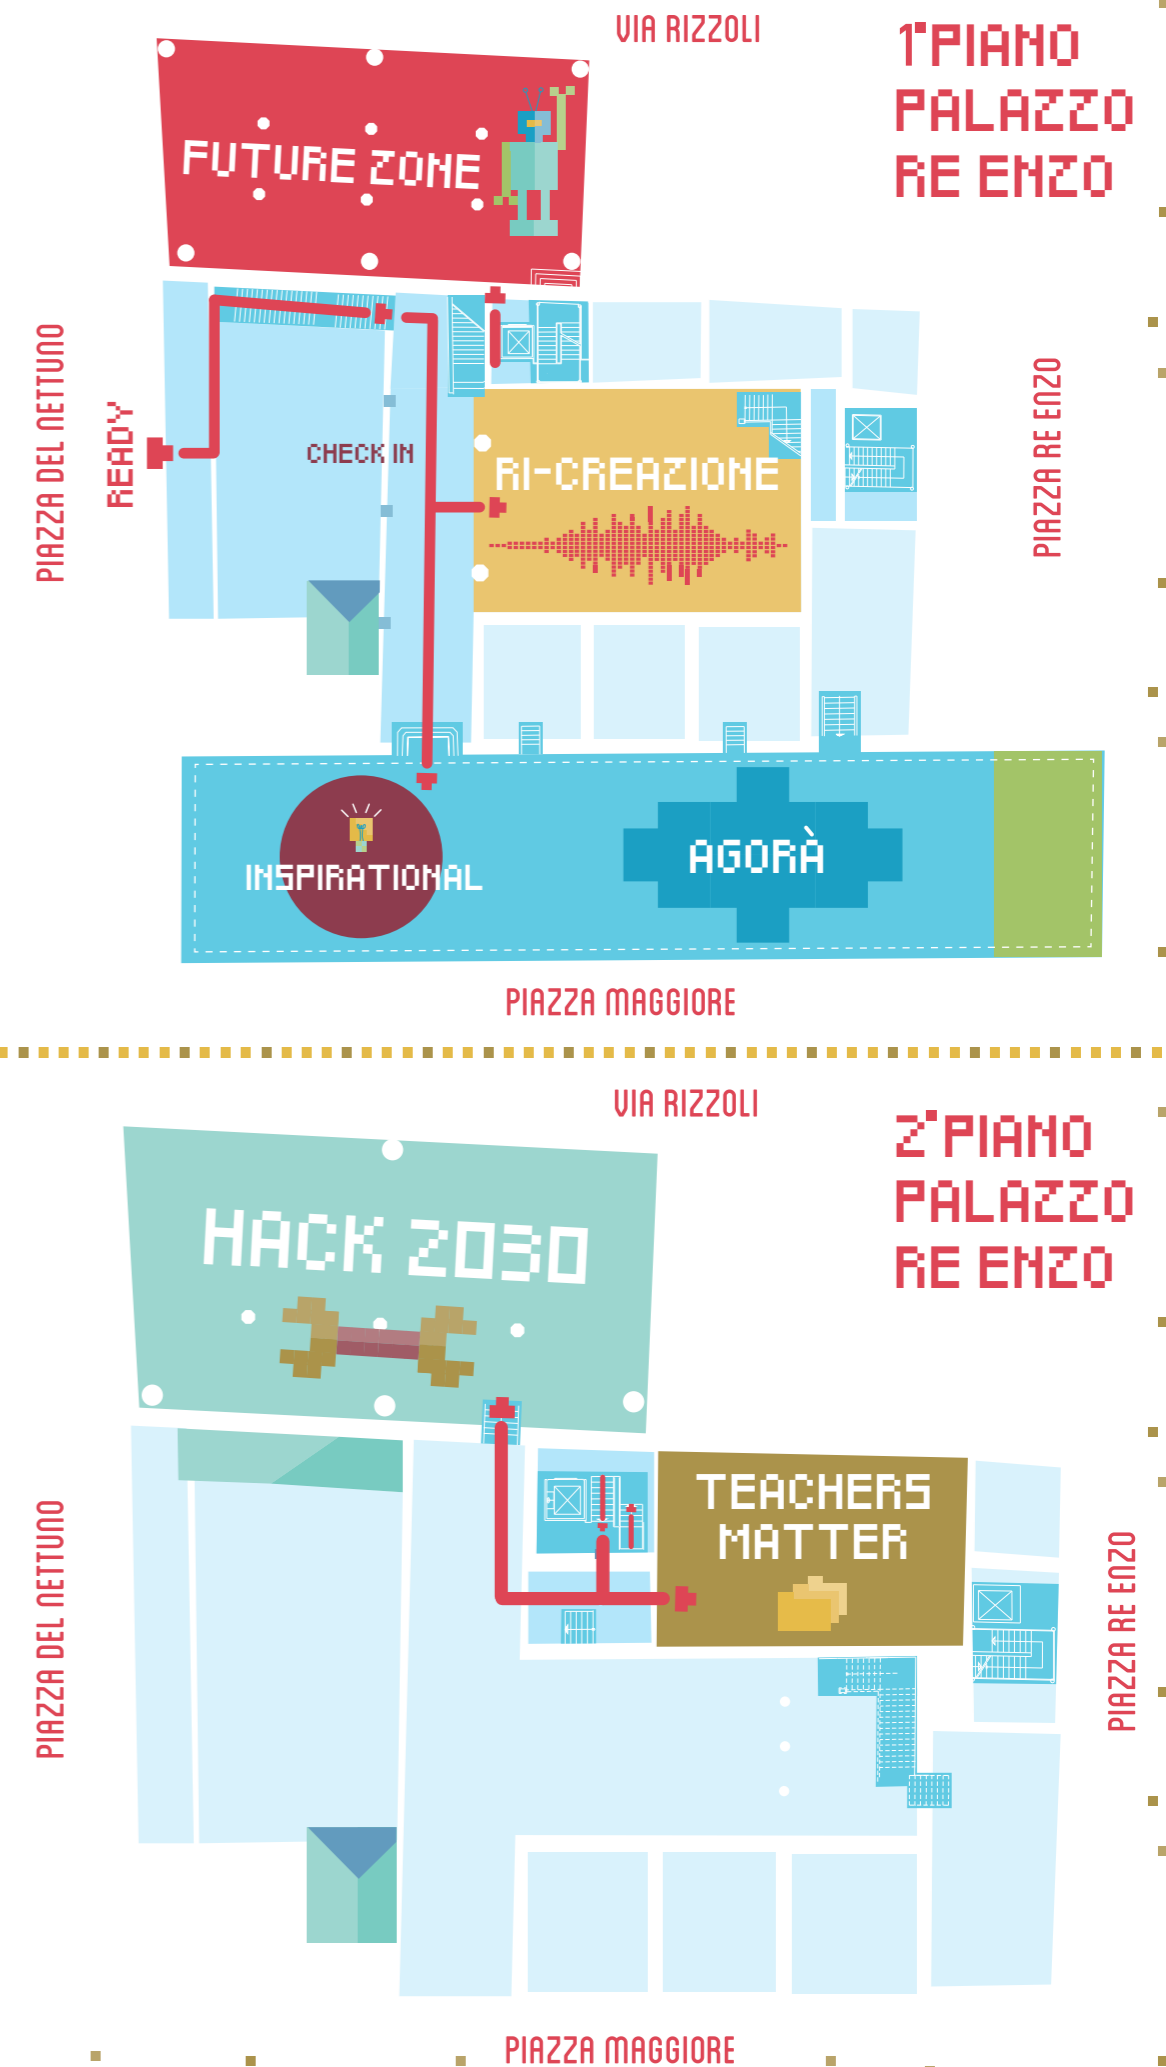 VIA RIZZOLI
1°PIANO
PALAZZO
RE ENZO
FUTURE ZONE
PIAZZA DEL NETTUNO
READY
CHECK IN
RI-CREAZIONE
PIAZZA RE ENZO
INSPIRATIONAL
AGORÀ
PIAZZA MAGGIORE
VIA RIZZOLI
2°PIANO
PALAZZO
RE ENZO
HACK 2030
TEACHERS
MATTER
PIAZZA DEL NETTUNO
PIAZZA RE ENZO
PIAZZA MAGGIORE